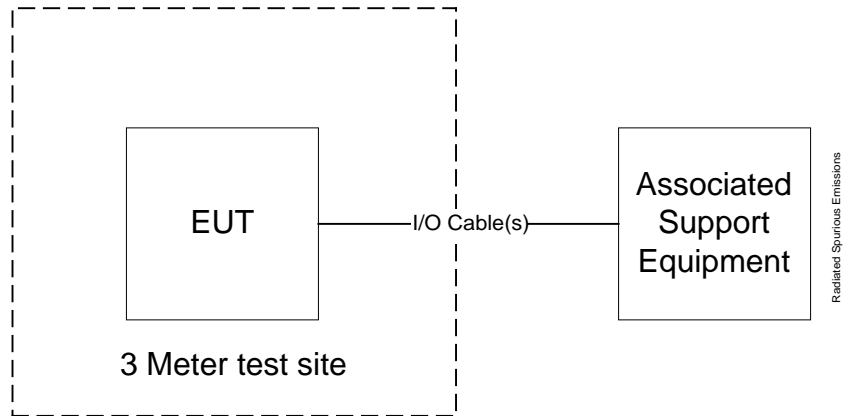 EUT
I/O Cable(s)
Associated
Support
Equipment
3 Meter test site
Radiated Spurious Emissions